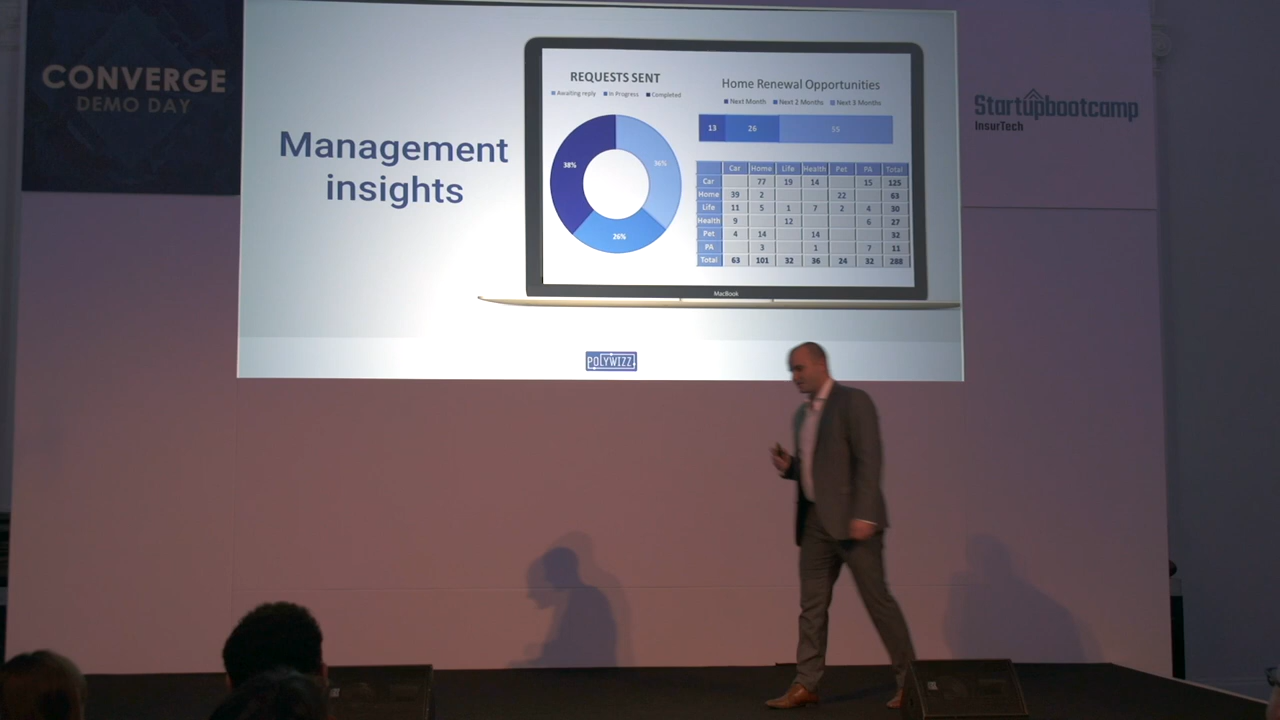 CONVERGE
DEMO DAY
Management
insights
REQUESTS SENT
Awaiting reply In Progress Completed
38%
36%
26%
Home Renewal Opportunities
Next Month Next 2 Months Next 3 Months
13 26 55
Car Home Life Health Pet PA Total
Car 77 19 14 15 125
Home 39 2 22 63
Life 11 5 1 7 2 4 30
Health 9 12 6 27
Pet 4 14 14 32
PA 3 1 7 11
Total 63 101 32 36 24 32 288
MacBook
POLYWIZZ
Startupbootcamp
InsurTech